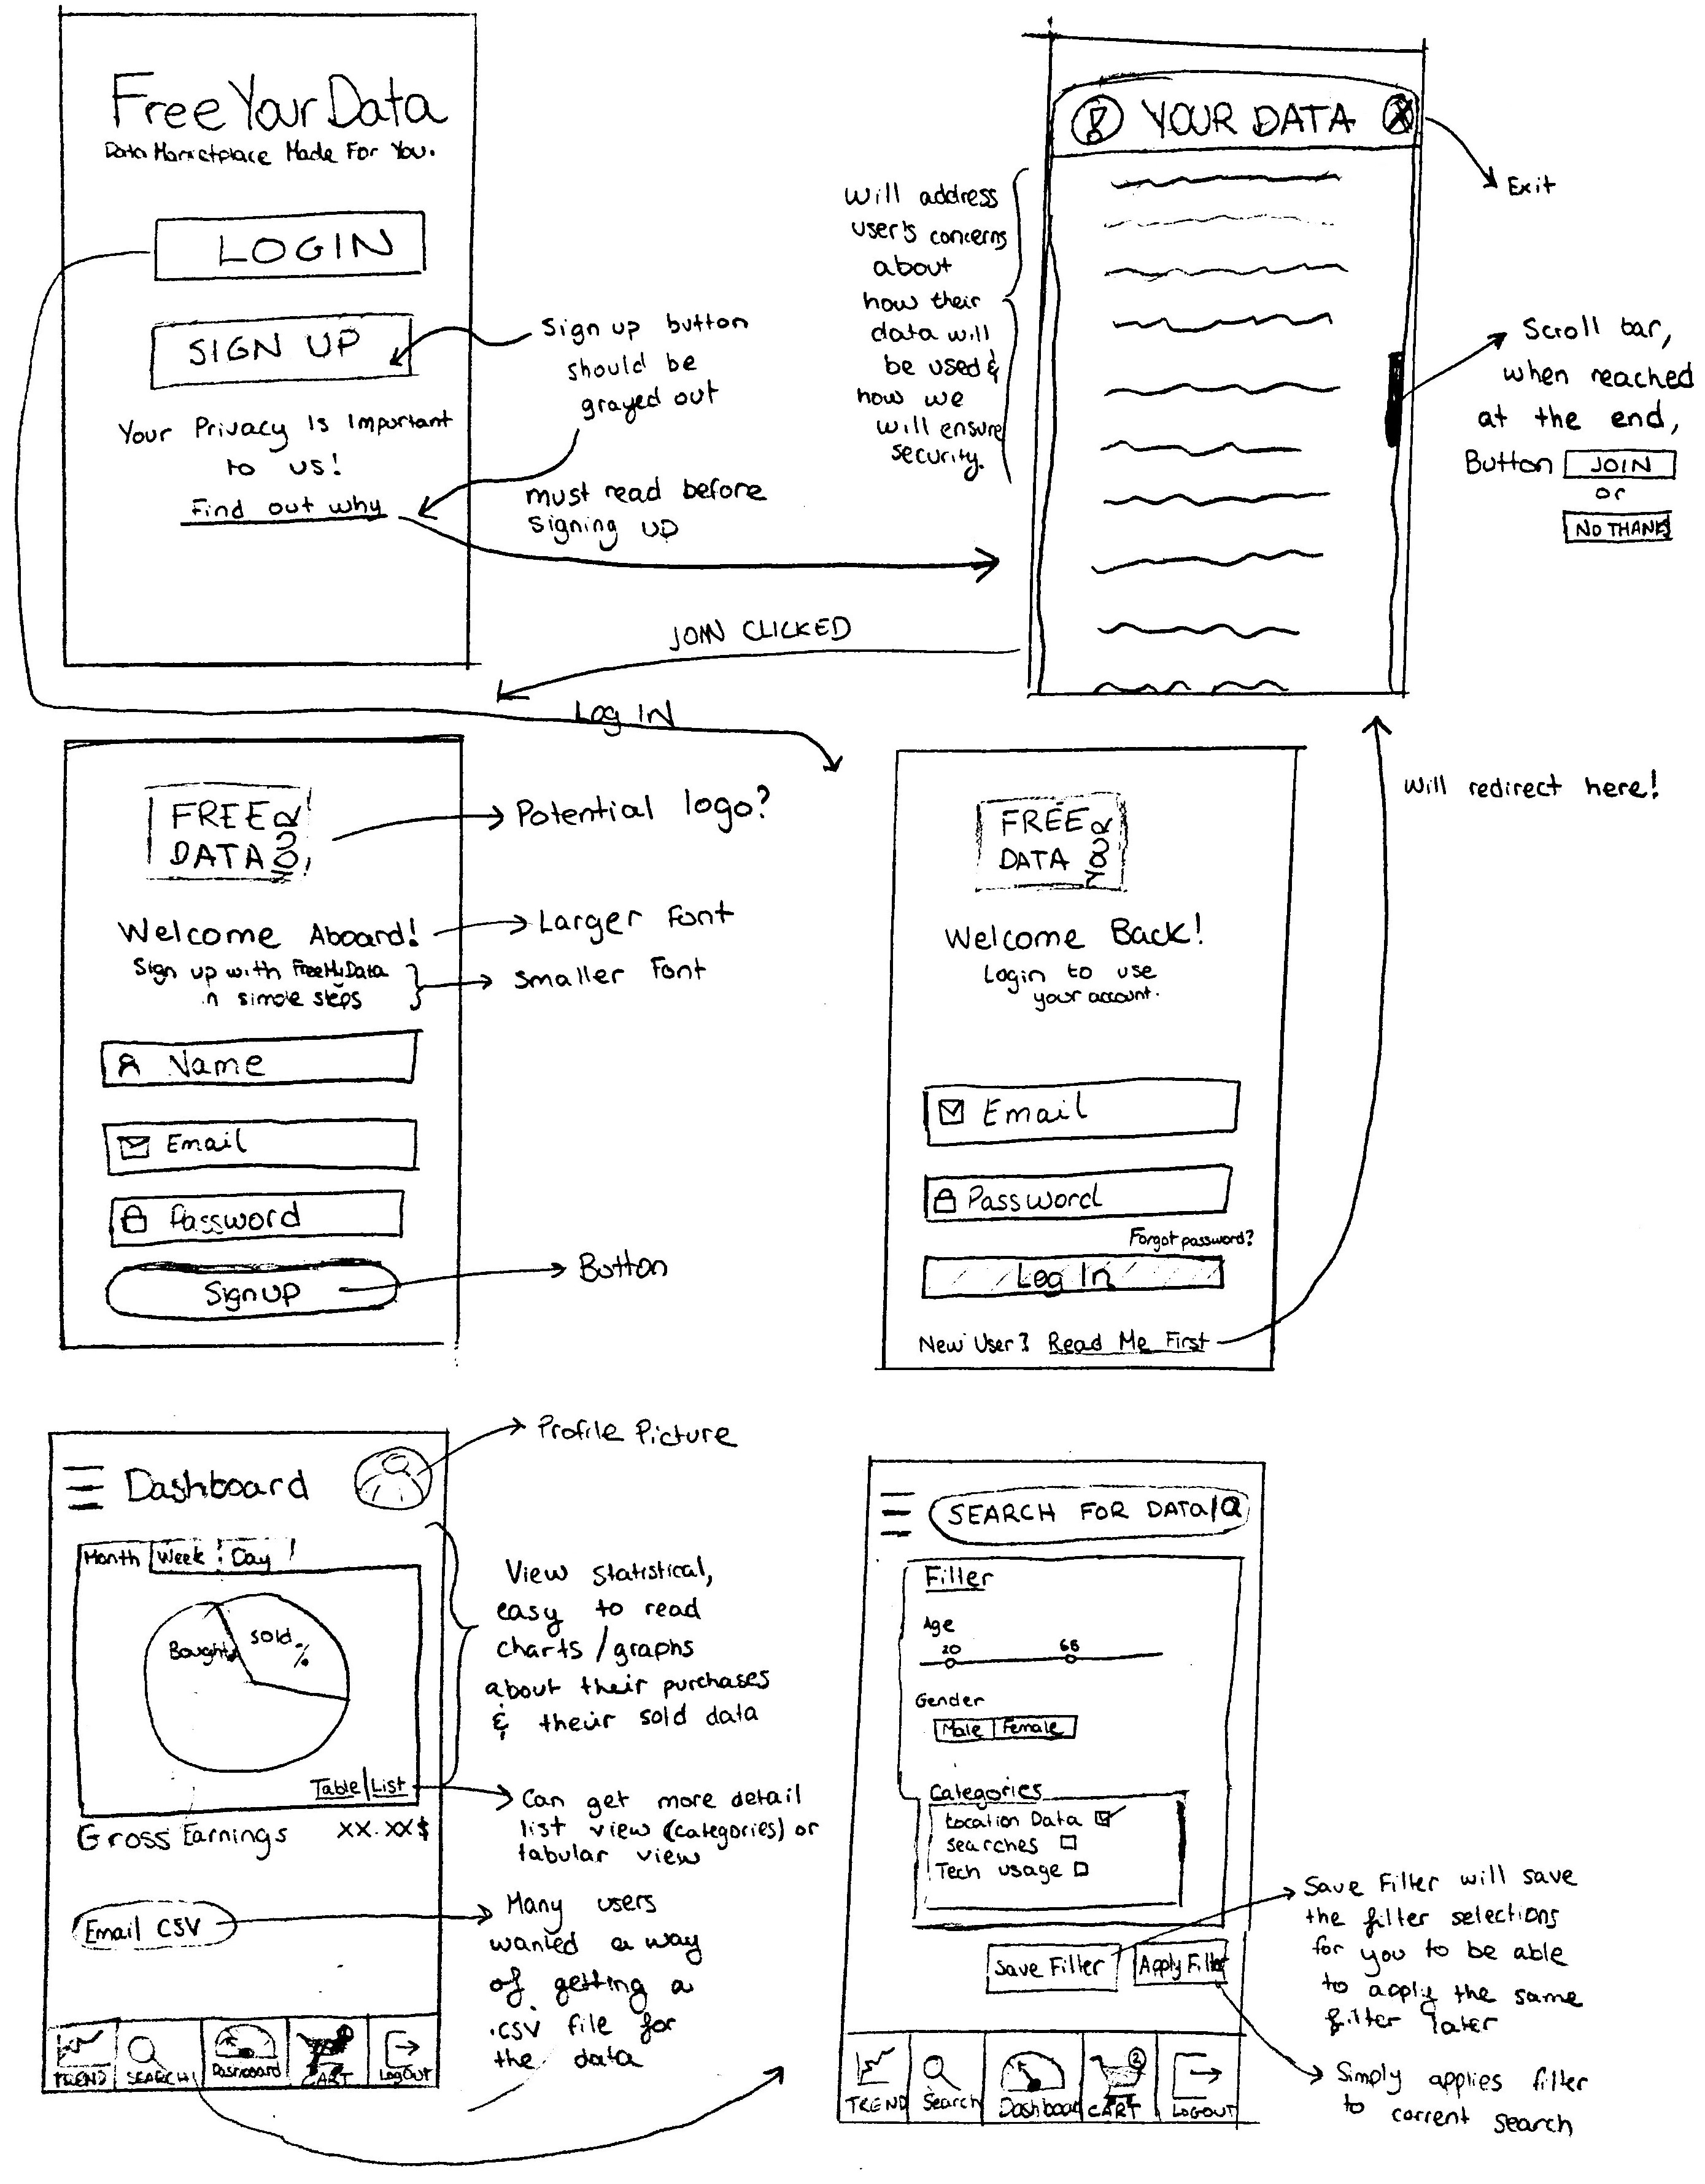 Free Your Data
Data Marketplace Made For You.
LOGIN
SIGN UP
Your Privacy Is Important
to us!
Find out why
Sign up button
should be
grayed out
must read before
signing up
YOUR DATA
X
Exit
Will address
user's concerns
about
how their
data will
be used &
how we
will ensure
security.
Scroll bar,
when reached
at the end,
Button JOIN
or
NO THANKS
JOIN CLICKED
Log IN
FREE YOUR
DATA
Potential logo?
Welcome Aboard!
Larger Font
Sign up with FreeMyData
in simple steps
Smaller Font
Name
Email
Password
Sign up
Button
FREE YOUR
DATA
Welcome Back!
Login to use
your account.
Email
Password
Forgot password?
Log In
New User? Read Me First
Will redirect here!
Dashboard
Profile Picture
Month Week Day
Bought %
Sold %
Table | List
Gross Earnings XX.XX$
Email CSV
TREND SEARCH Dashboard CART LogOut
View statistical,
easy to read
charts / graphs
about their purchases
& their sold data
Can get more detail
list view (categories) or
tabular view
Many users
wanted a way
of getting a
.csv file for
the data
SEARCH FOR DATA
Filter
Age
20 65
Gender
Male Female
Categories
Location Data
searches
Tech usage
Save Filter Apply Filter
2
TREND Search Dashboard CART LOGOUT
Save Filter will save
the filter selections
for you to be able
to apply the same
filter later
Simply applies filter
to corrent search